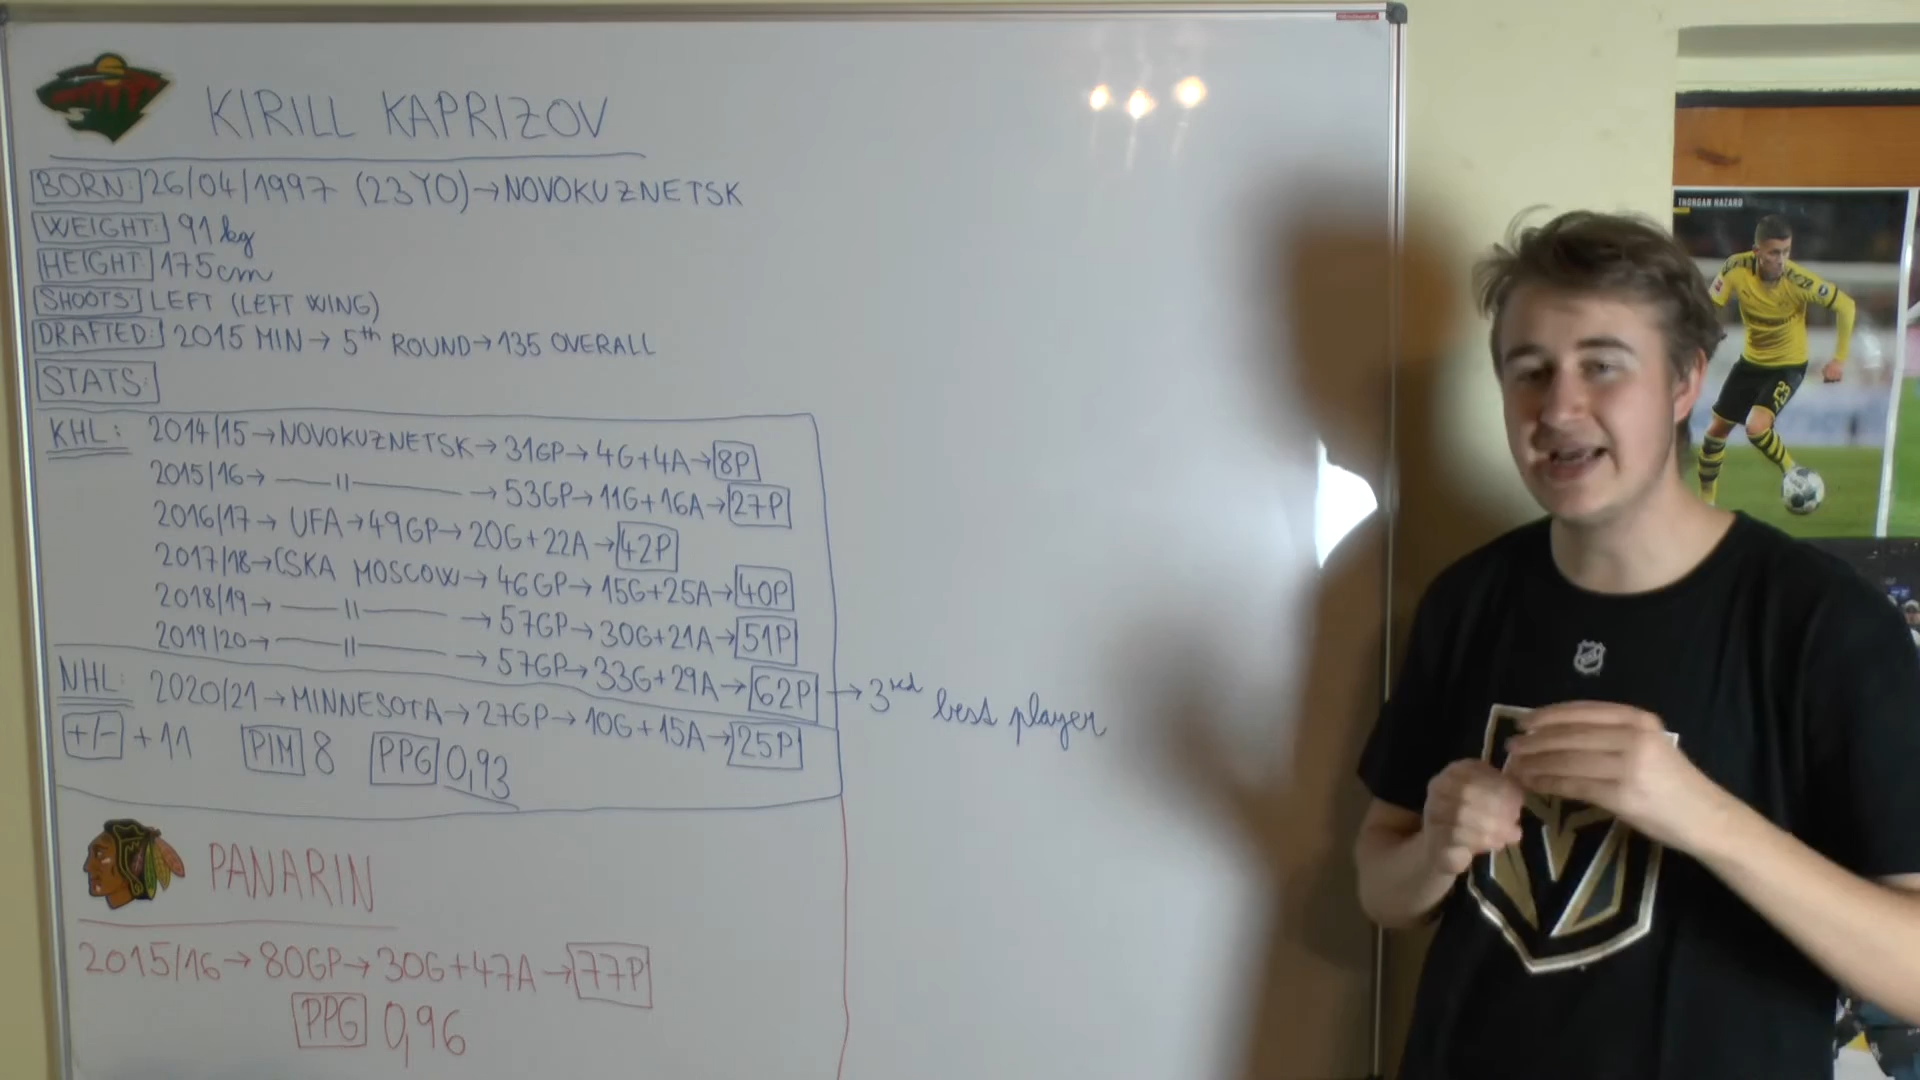 KIRILL KAPRIZOV
BORN: 26/04/1997 (23YO)→NOVOKUZNETSK
WEIGHT: 91kg
HEIGHT: 175cm
SHOOTS: LEFT (LEFT WING)
DRAFTED: 2015 MIN→ 5th ROUND→135 OVERALL
STATS:
KHL: 2014/15→NOVOKUZNETSK→31GP→4G+4A→8P
2015/16→ —— 11 —— →53GP→11G+16A→27P
2016/17→ UFA→49GP→20G+22A→42P
2017/18→CSKA MOSCOW→46GP→15G+25A→40P
2018/19→ —— 11 —— →57GP→30G+21A→51P
2019/20→ —— 11 —— →57GP→33G+29A→62P →3rd best player
NHL: 2020/21→MINNESOTA→27GP→10G+15A→25P
+/- +11 PIM 8 PPG 0,93
PANARIN
2015/16→80GP→30G+47A→77P
PPG 0,96
THORGAN HAZARD
23